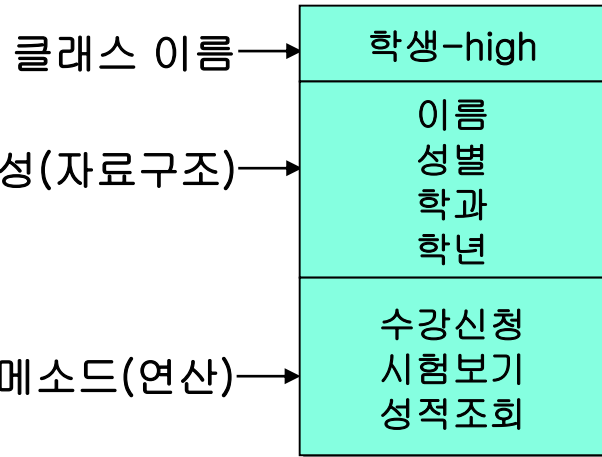 클래스 이름
학생-high
성(자료구조)
이름
성별
학과
학년
메소드(연산)
수강신청
시험보기
성적조회